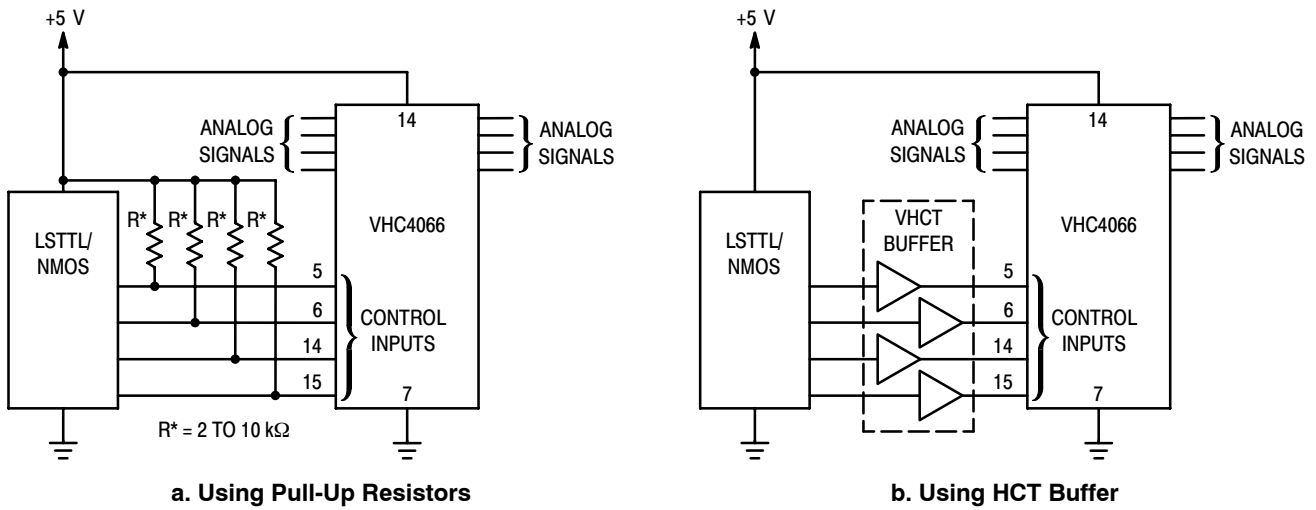 +5 V
14
ANALOG
SIGNALS
ANALOG
SIGNALS
R* R* R* R*
LSTTL/
NMOS
VHC4066
5
6
14
15
CONTROL
INPUTS
7
R* = 2 TO 10 kΩ
a. Using Pull-Up Resistors
+5 V
14
ANALOG
SIGNALS
ANALOG
SIGNALS
LSTTL/
NMOS
VHCT
BUFFER
VHC4066
5
6
14
15
CONTROL
INPUTS
7
b. Using HCT Buffer